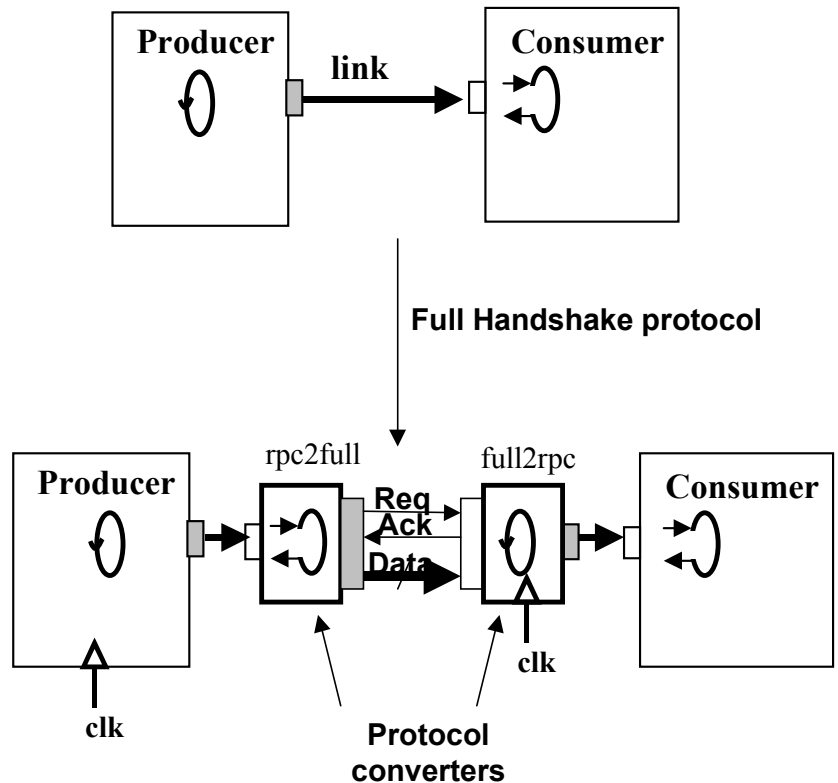 Producer
link
Consumer
Full Handshake protocol
rpc2full
full2rpc
Producer
Req
Ack
Data
Consumer
clk
clk
Protocol
converters